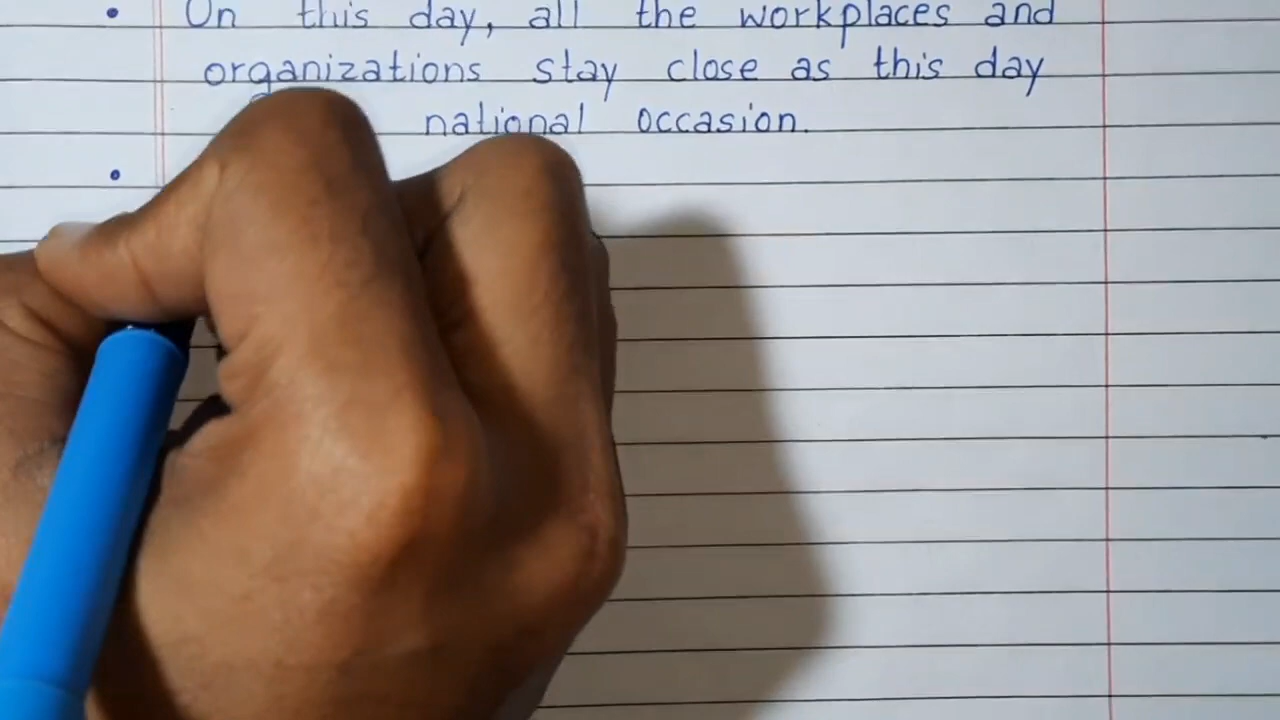 On this day, all the workplaces and
organizations stay close as this day
national occasion.